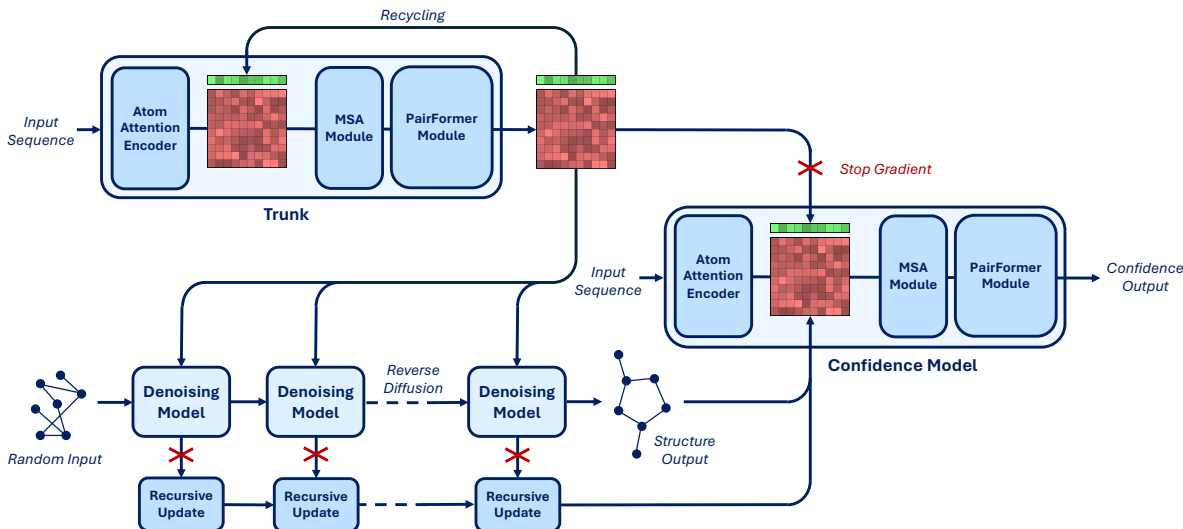 Recycling
Input
Sequence
Atom
Attention
Encoder
MSA
Module
PairFormer
Module
Trunk
Stop Gradient
Input
Sequence
Atom
Attention
Encoder
MSA
Module
PairFormer
Module
Confidence
Output
Confidence Model
Random Input
Denoising
Model
Denoising
Model
Reverse
Diffusion
Denoising
Model
Structure
Output
Recursive
Update
Recursive
Update
Recursive
Update